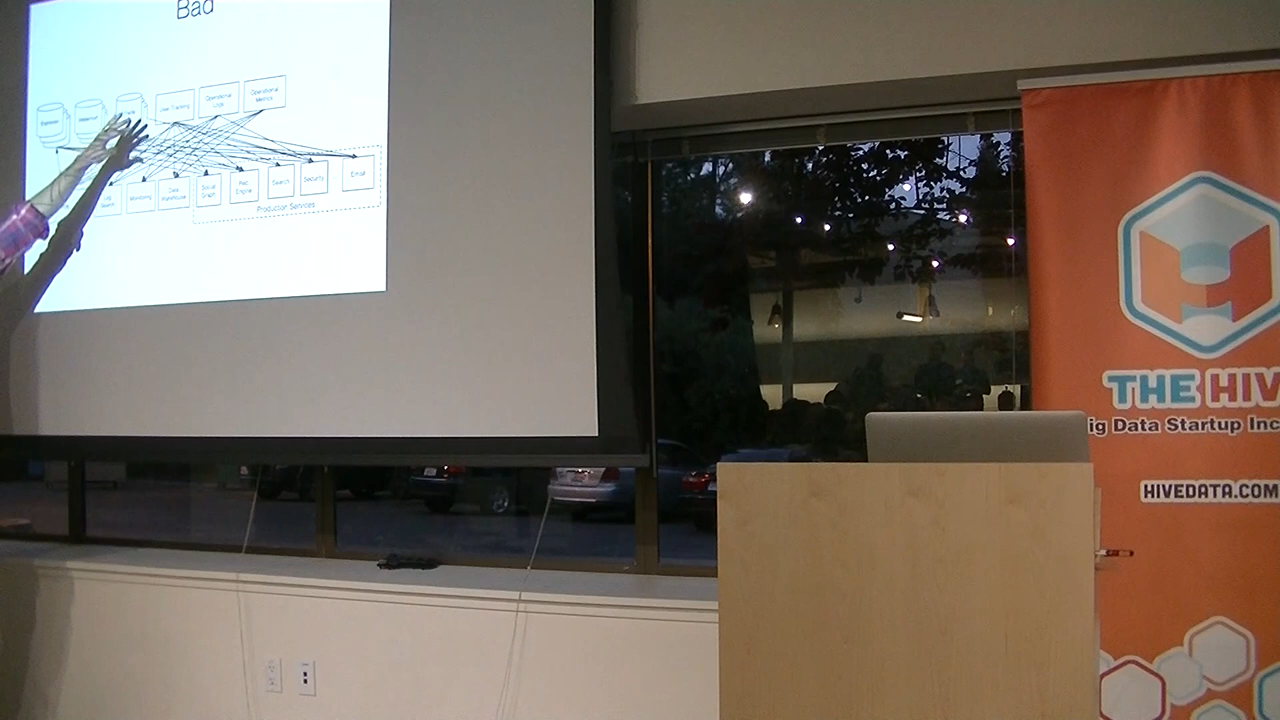 Bad
User Tracking
Operational
Logs
Operational
Metrics
Search
Monitoring
Data
Warehouse
Social
Graph
Rec
Engine
Search
Security
Email
Production Services
THE HIV
ig Data Startup Inc
HIVEDATA.COM